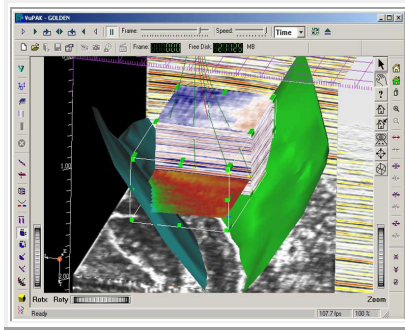 VuPAK - GOLDEN
Frame: Speed: Time
Frame: Free Disk: 21125 MB
1.00
Rotx Roty Zoom
Ready 107.7 fps 100 %